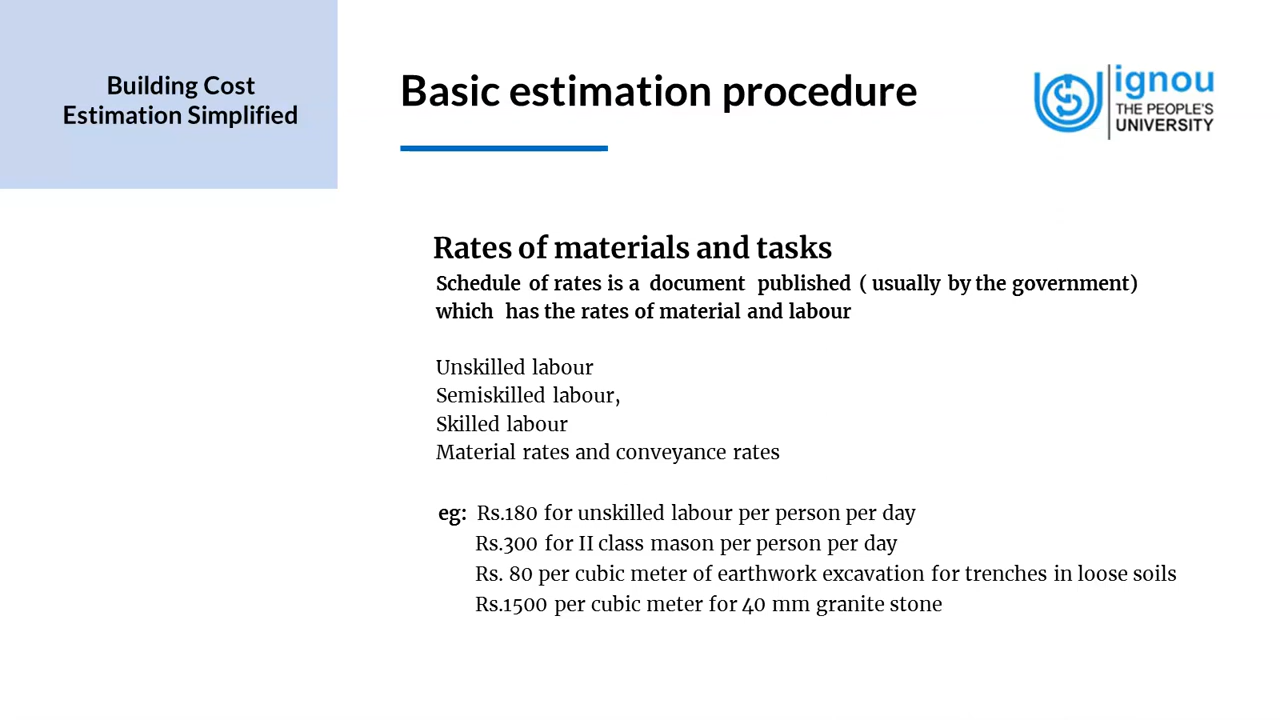 Building Cost
Estimation Simplified
Basic estimation procedure
ignou
THE PEOPLE'S
UNIVERSITY
Rates of materials and tasks
Schedule of rates is a document published ( usually by the government)
which has the rates of material and labour
Unskilled labour
Semiskilled labour,
Skilled labour
Material rates and conveyance rates
eg: Rs.180 for unskilled labour per person per day
Rs.300 for II class mason per person per day
Rs. 80 per cubic meter of earthwork excavation for trenches in loose soils
Rs.1500 per cubic meter for 40 mm granite stone